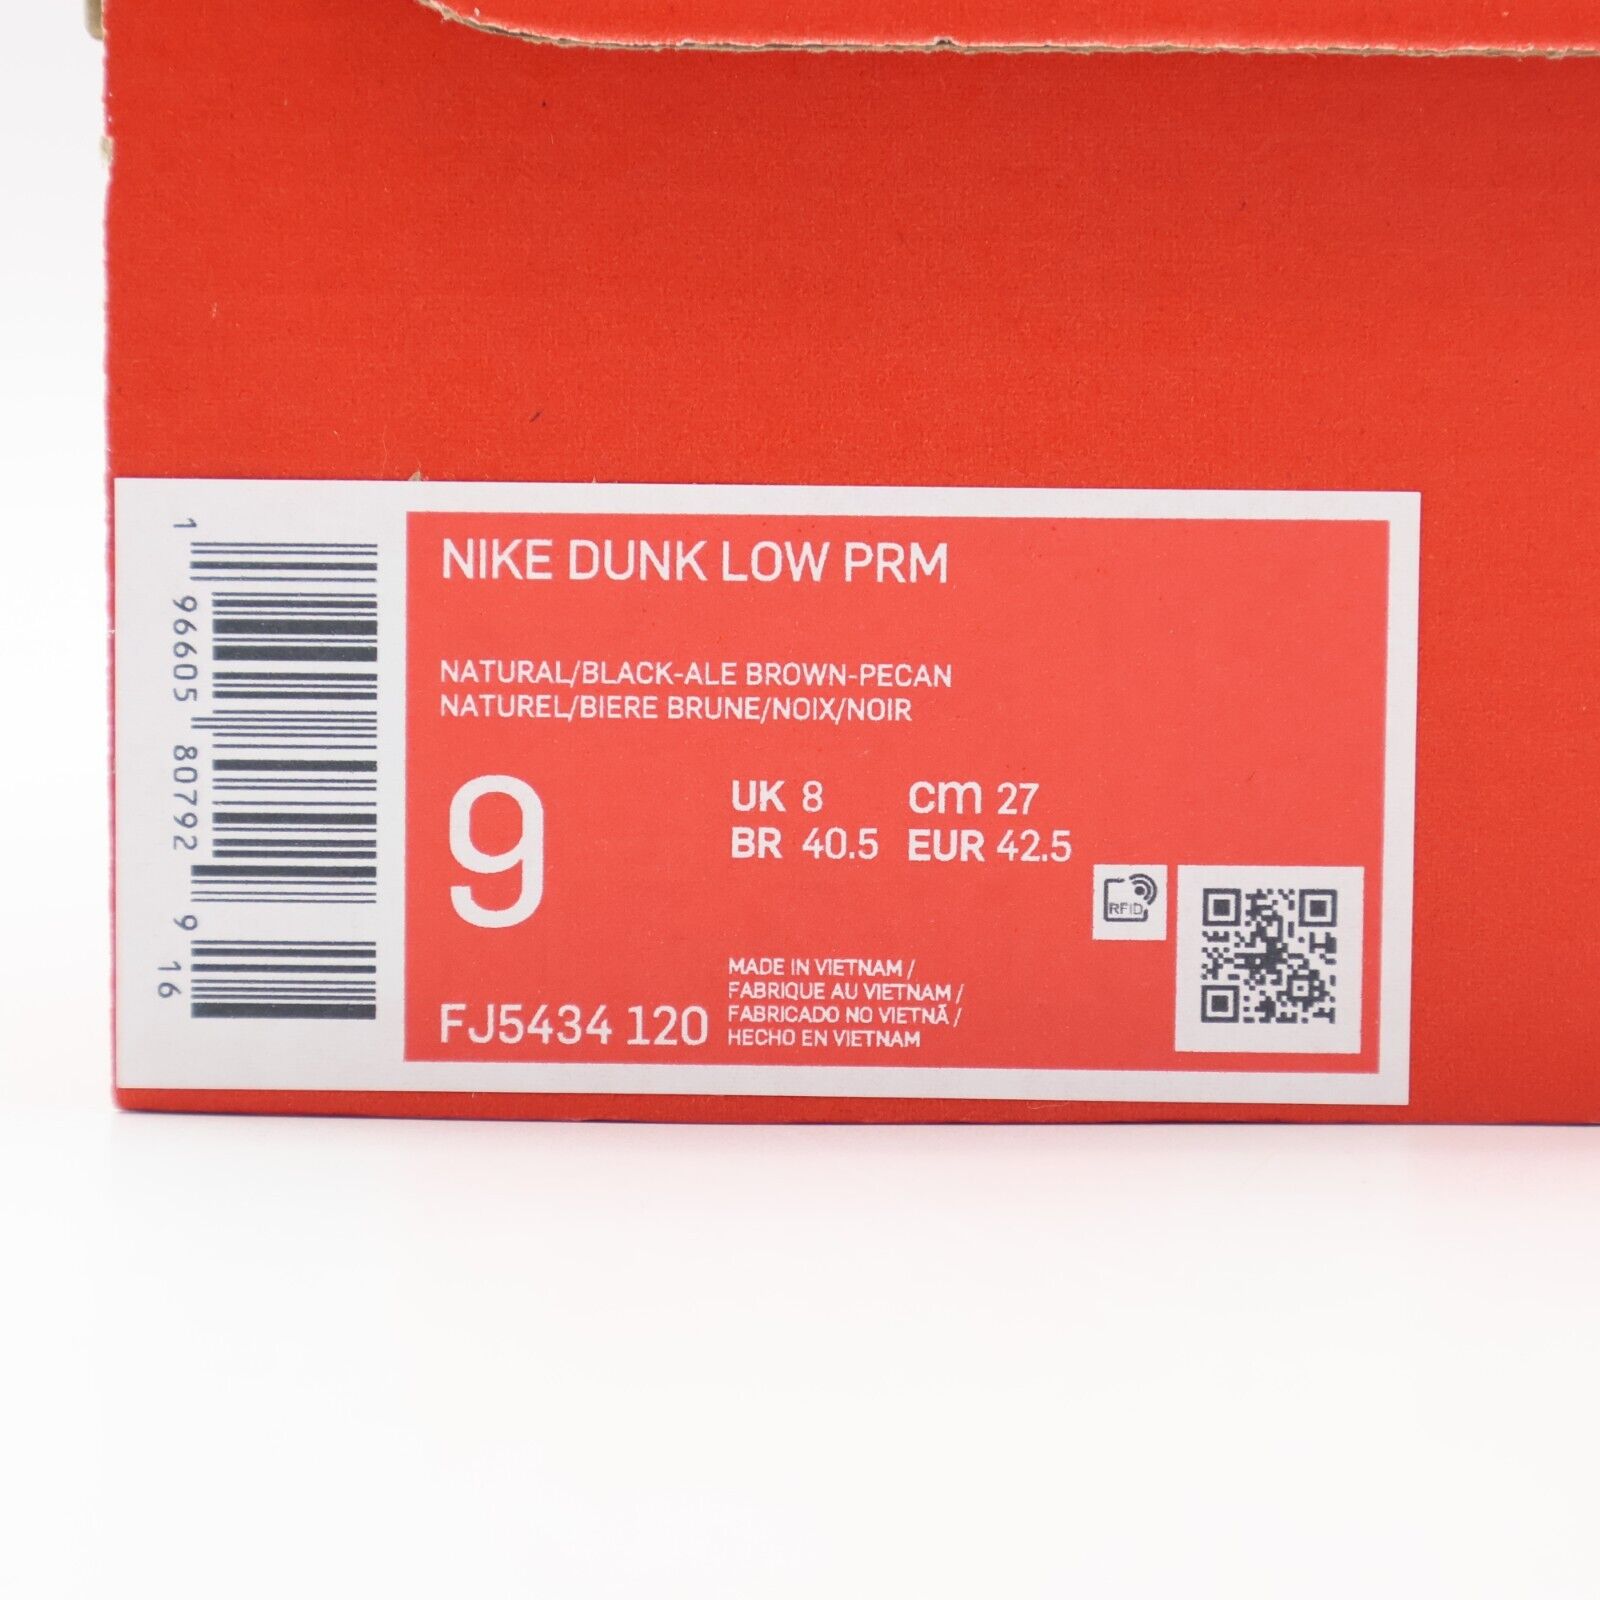 NIKE DUNK LOW PRM
NATURAL/BLACK-ALE BROWN-PECAN
NATUREL/BIERE BRUNE/NOIX/NOIR
9
UK 8 cm 27
BR 40.5 EUR 42.5
RFID
FJ5434 120
MADE IN VIETNAM /
FABRIQUE AU VIETNAM /
FABRICADO NO VIETNÃ /
HECHO EN VIETNAM
1 96605 80792 9
16